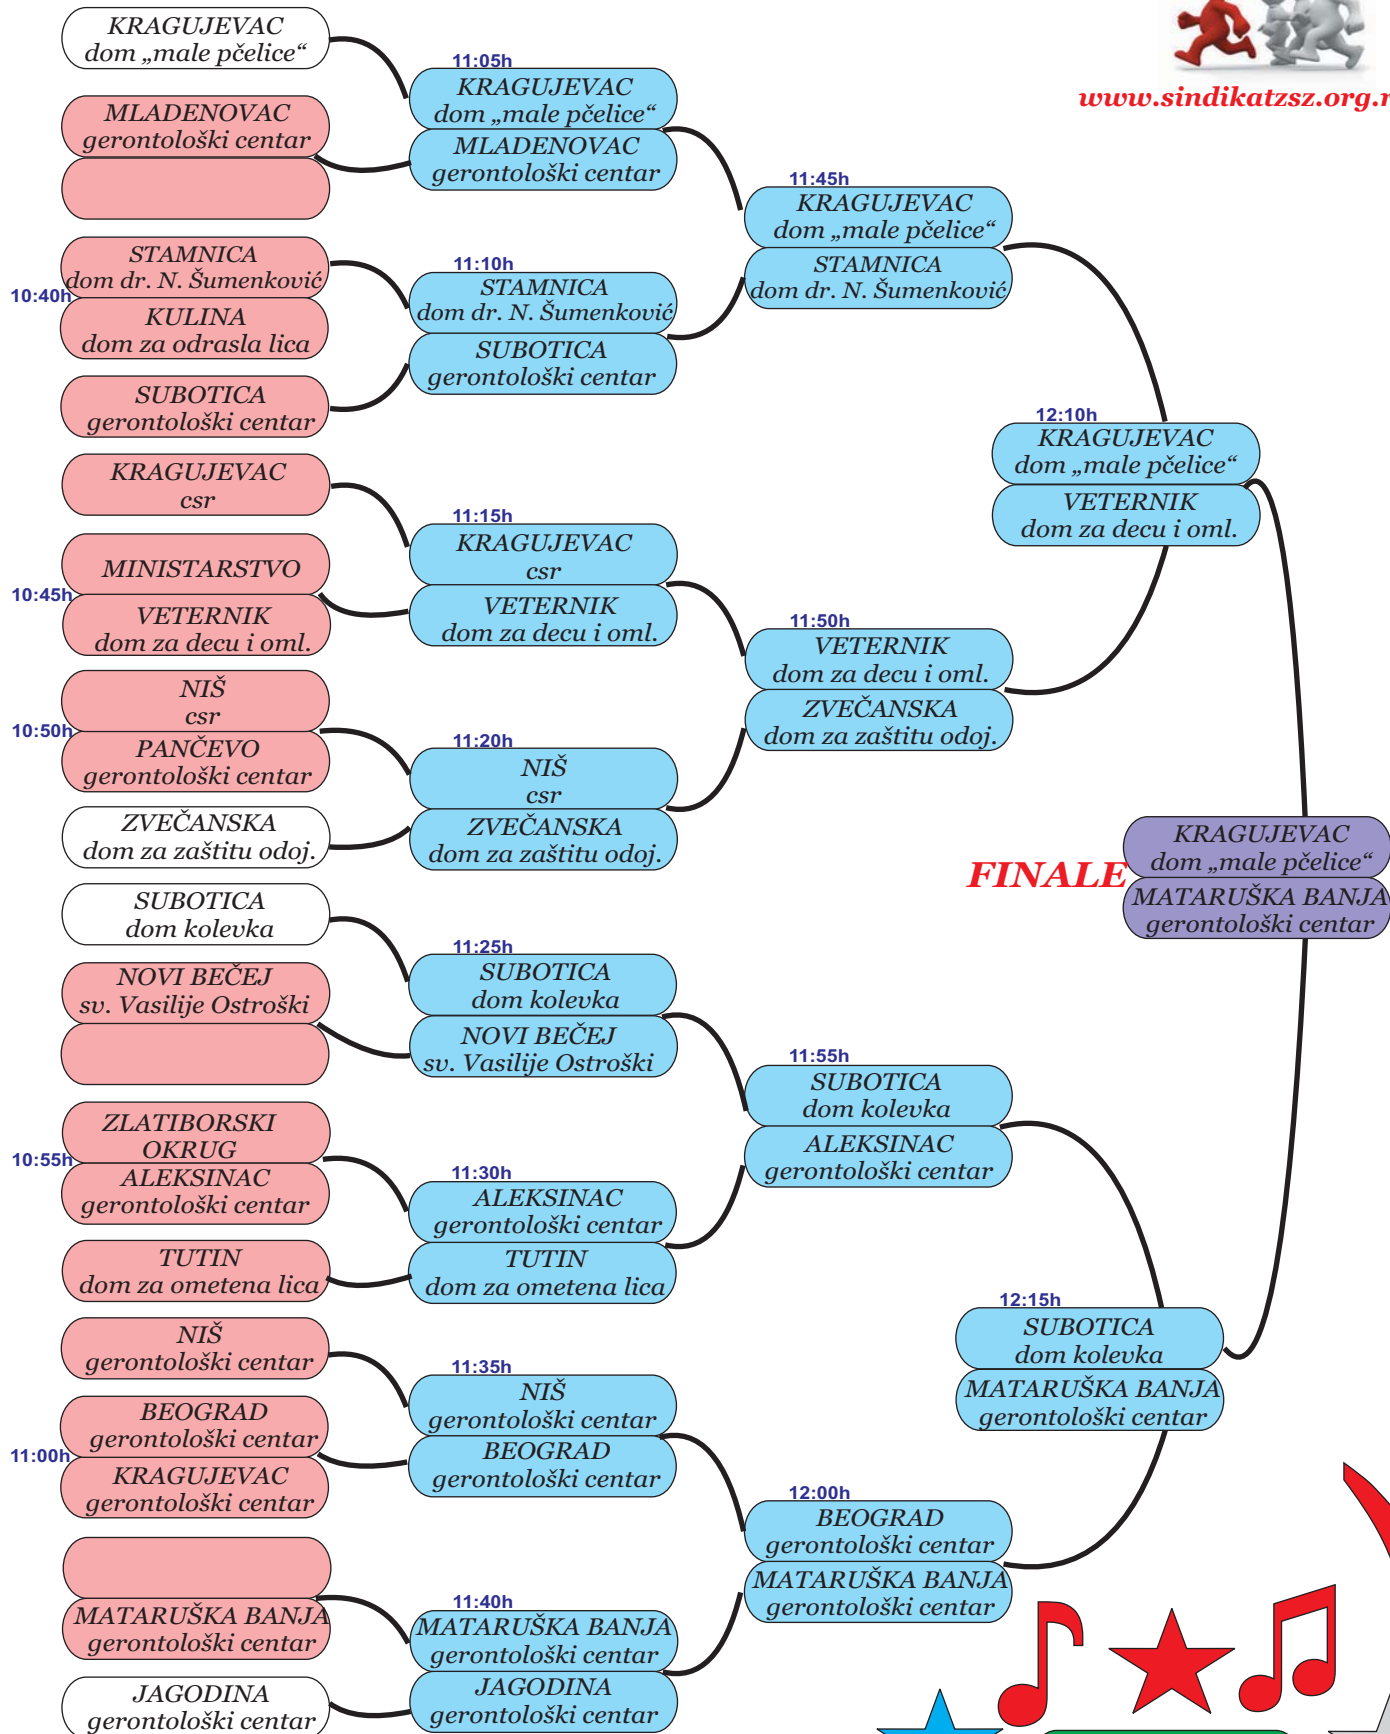 KRAGUJEVAC
dom „male pčelice“
MLADENOVAC
gerontološki centar
STAMNICA
dom dr. N. Šumenković
10:40h
KULINA
dom za odrasla lica
SUBOTICA
gerontološki centar
KRAGUJEVAC
csr
MINISTARSTVO
10:45h
VETERNIK
dom za decu i oml.
NIŠ
csr
10:50h
PANČEVO
gerontološki centar
ZVEČANSKA
dom za zaštitu odoj.
SUBOTICA
dom kolevka
NOVI BEČEJ
sv. Vasilije Ostroški
ZLATIBORSKI
OKRUG
10:55h
ALEKSINAC
gerontološki centar
TUTIN
dom za ometena lica
NIŠ
gerontološki centar
BEOGRAD
gerontološki centar
11:00h
KRAGUJEVAC
gerontološki centar
MATARUŠKA BANJA
gerontološki centar
JAGODINA
gerontološki centar
11:05h
KRAGUJEVAC
dom „male pčelice“
MLADENOVAC
gerontološki centar
11:10h
STAMNICA
dom dr. N. Šumenković
SUBOTICA
gerontološki centar
11:15h
KRAGUJEVAC
csr
VETERNIK
dom za decu i oml.
11:20h
NIŠ
csr
ZVEČANSKA
dom za zaštitu odoj.
11:25h
SUBOTICA
dom kolevka
NOVI BEČEJ
sv. Vasilije Ostroški
11:30h
ALEKSINAC
gerontološki centar
TUTIN
dom za ometena lica
11:35h
NIŠ
gerontološki centar
BEOGRAD
gerontološki centar
11:40h
MATARUŠKA BANJA
gerontološki centar
JAGODINA
gerontološki centar
11:45h
KRAGUJEVAC
dom „male pčelice“
STAMNICA
dom dr. N. Šumenković
11:50h
VETERNIK
dom za decu i oml.
ZVEČANSKA
dom za zaštitu odoj.
11:55h
SUBOTICA
dom kolevka
ALEKSINAC
gerontološki centar
12:00h
BEOGRAD
gerontološki centar
MATARUŠKA BANJA
gerontološki centar
12:10h
KRAGUJEVAC
dom „male pčelice“
VETERNIK
dom za decu i oml.
12:15h
SUBOTICA
dom kolevka
MATARUŠKA BANJA
gerontološki centar
www.sindikatzsz.org.r
FINALE
KRAGUJEVAC
dom „male pčelice“
MATARUŠKA BANJA
gerontološki centar